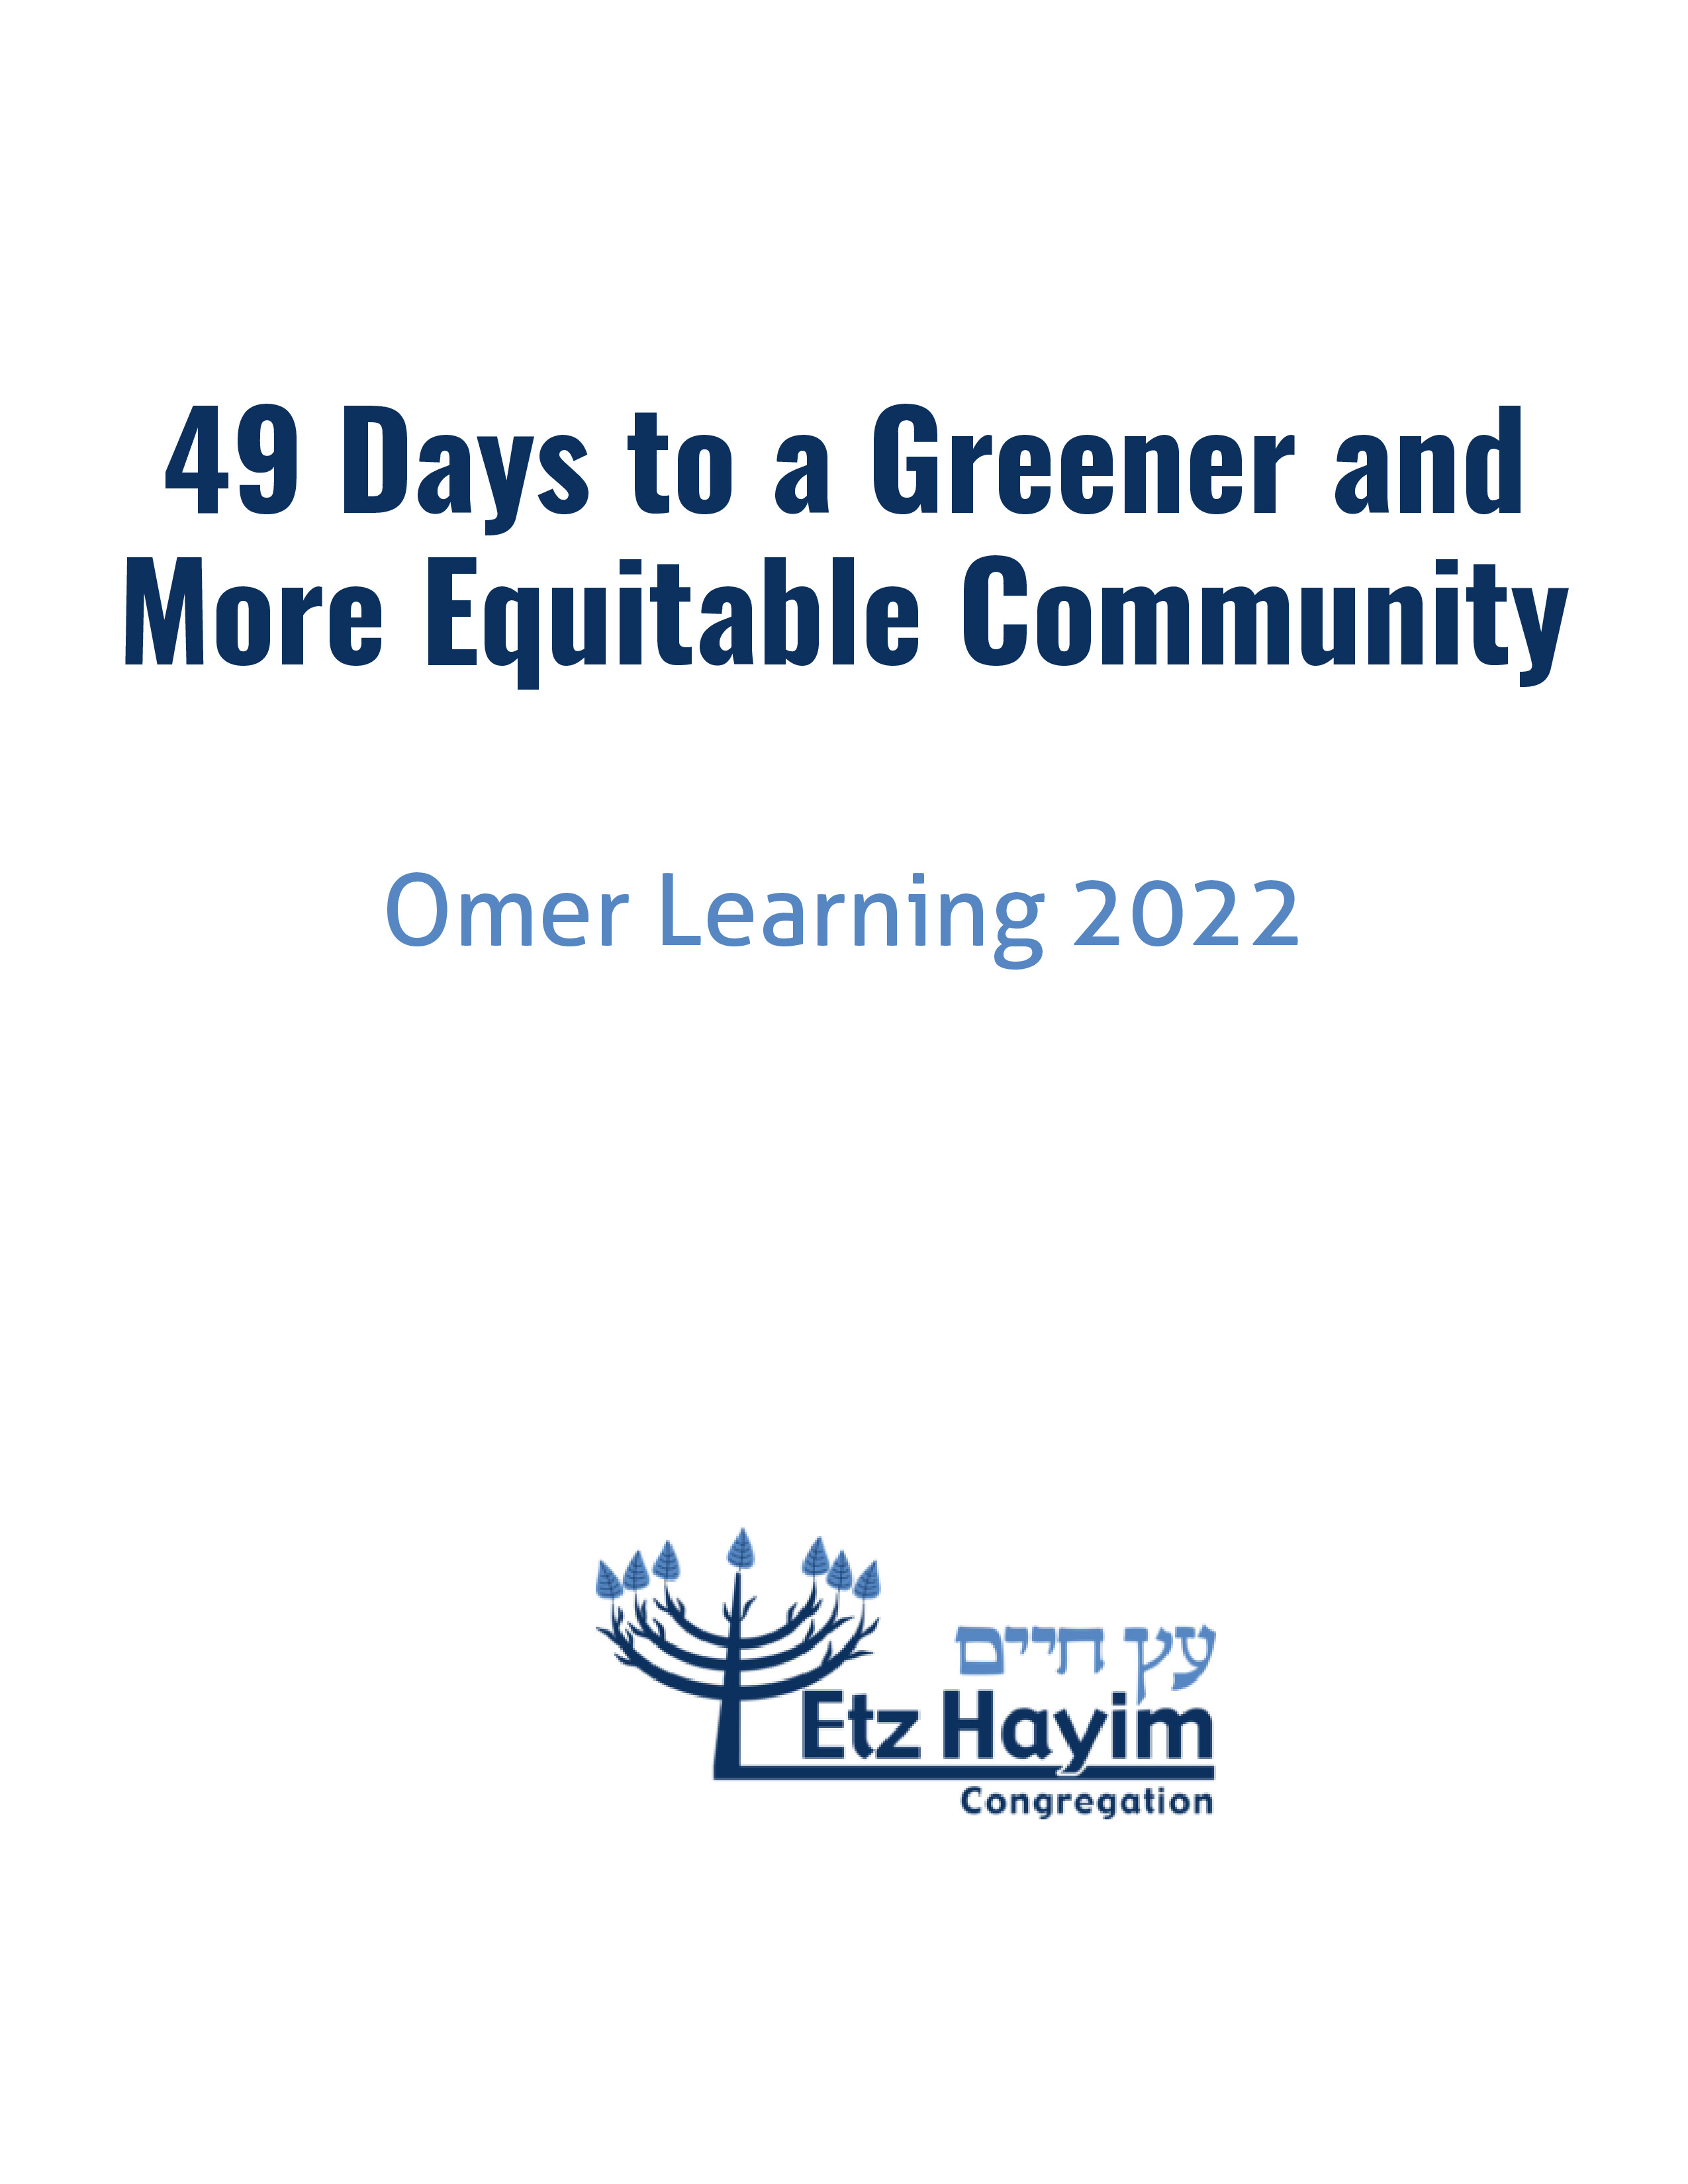 49 Days to a Greener and
More Equitable Community
Omer Learning 2022
עץ חיים
Etz Hayim
Congregation